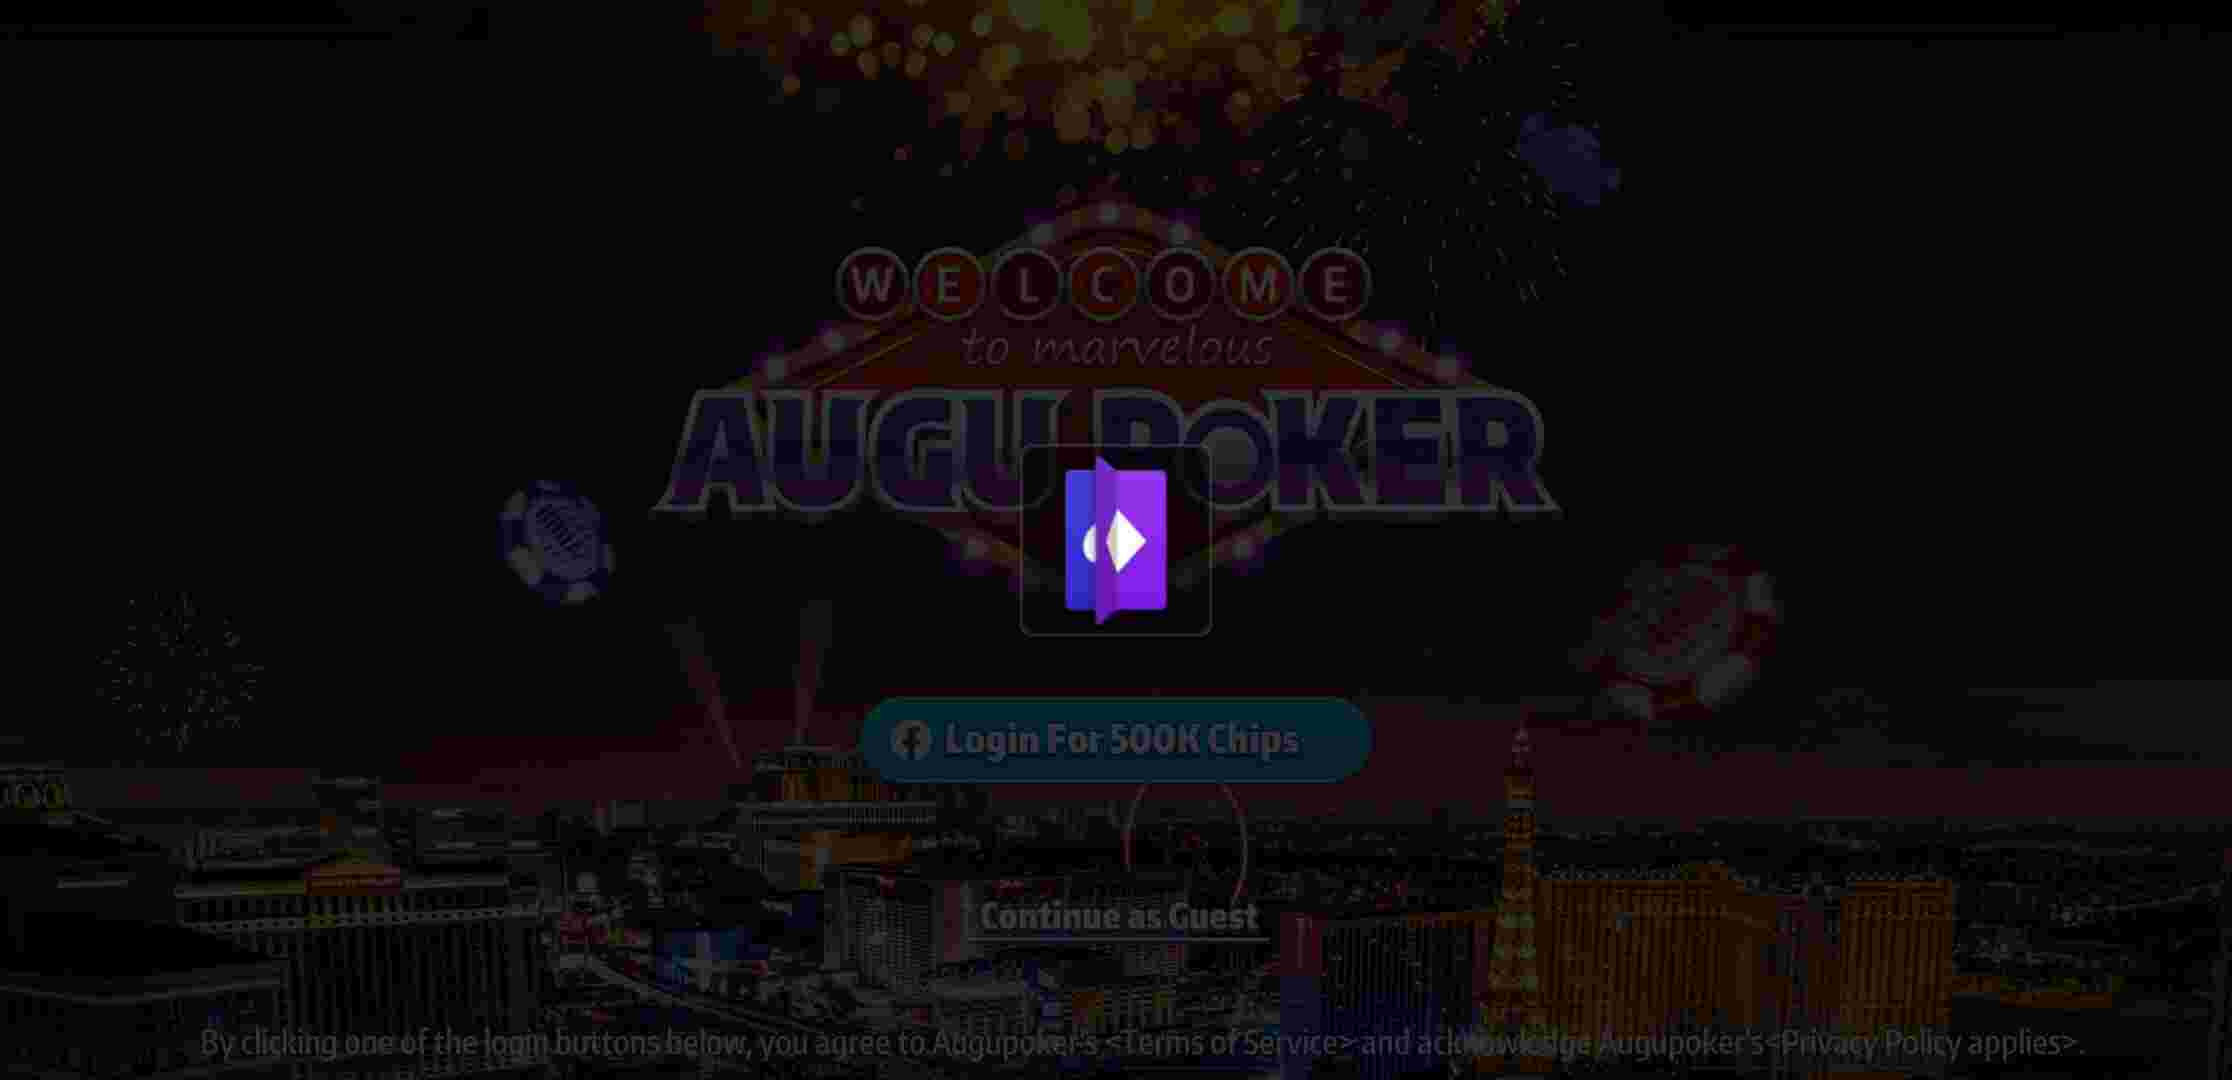 WELCOME
to marvelous
AUGU POKER
Login For 500K Chips
Continue as Guest
By clicking one of the login buttons below, you agree to Augupoker's <Terms of Service> and acknowledge Augupoker's<Privacy Policy applies>.